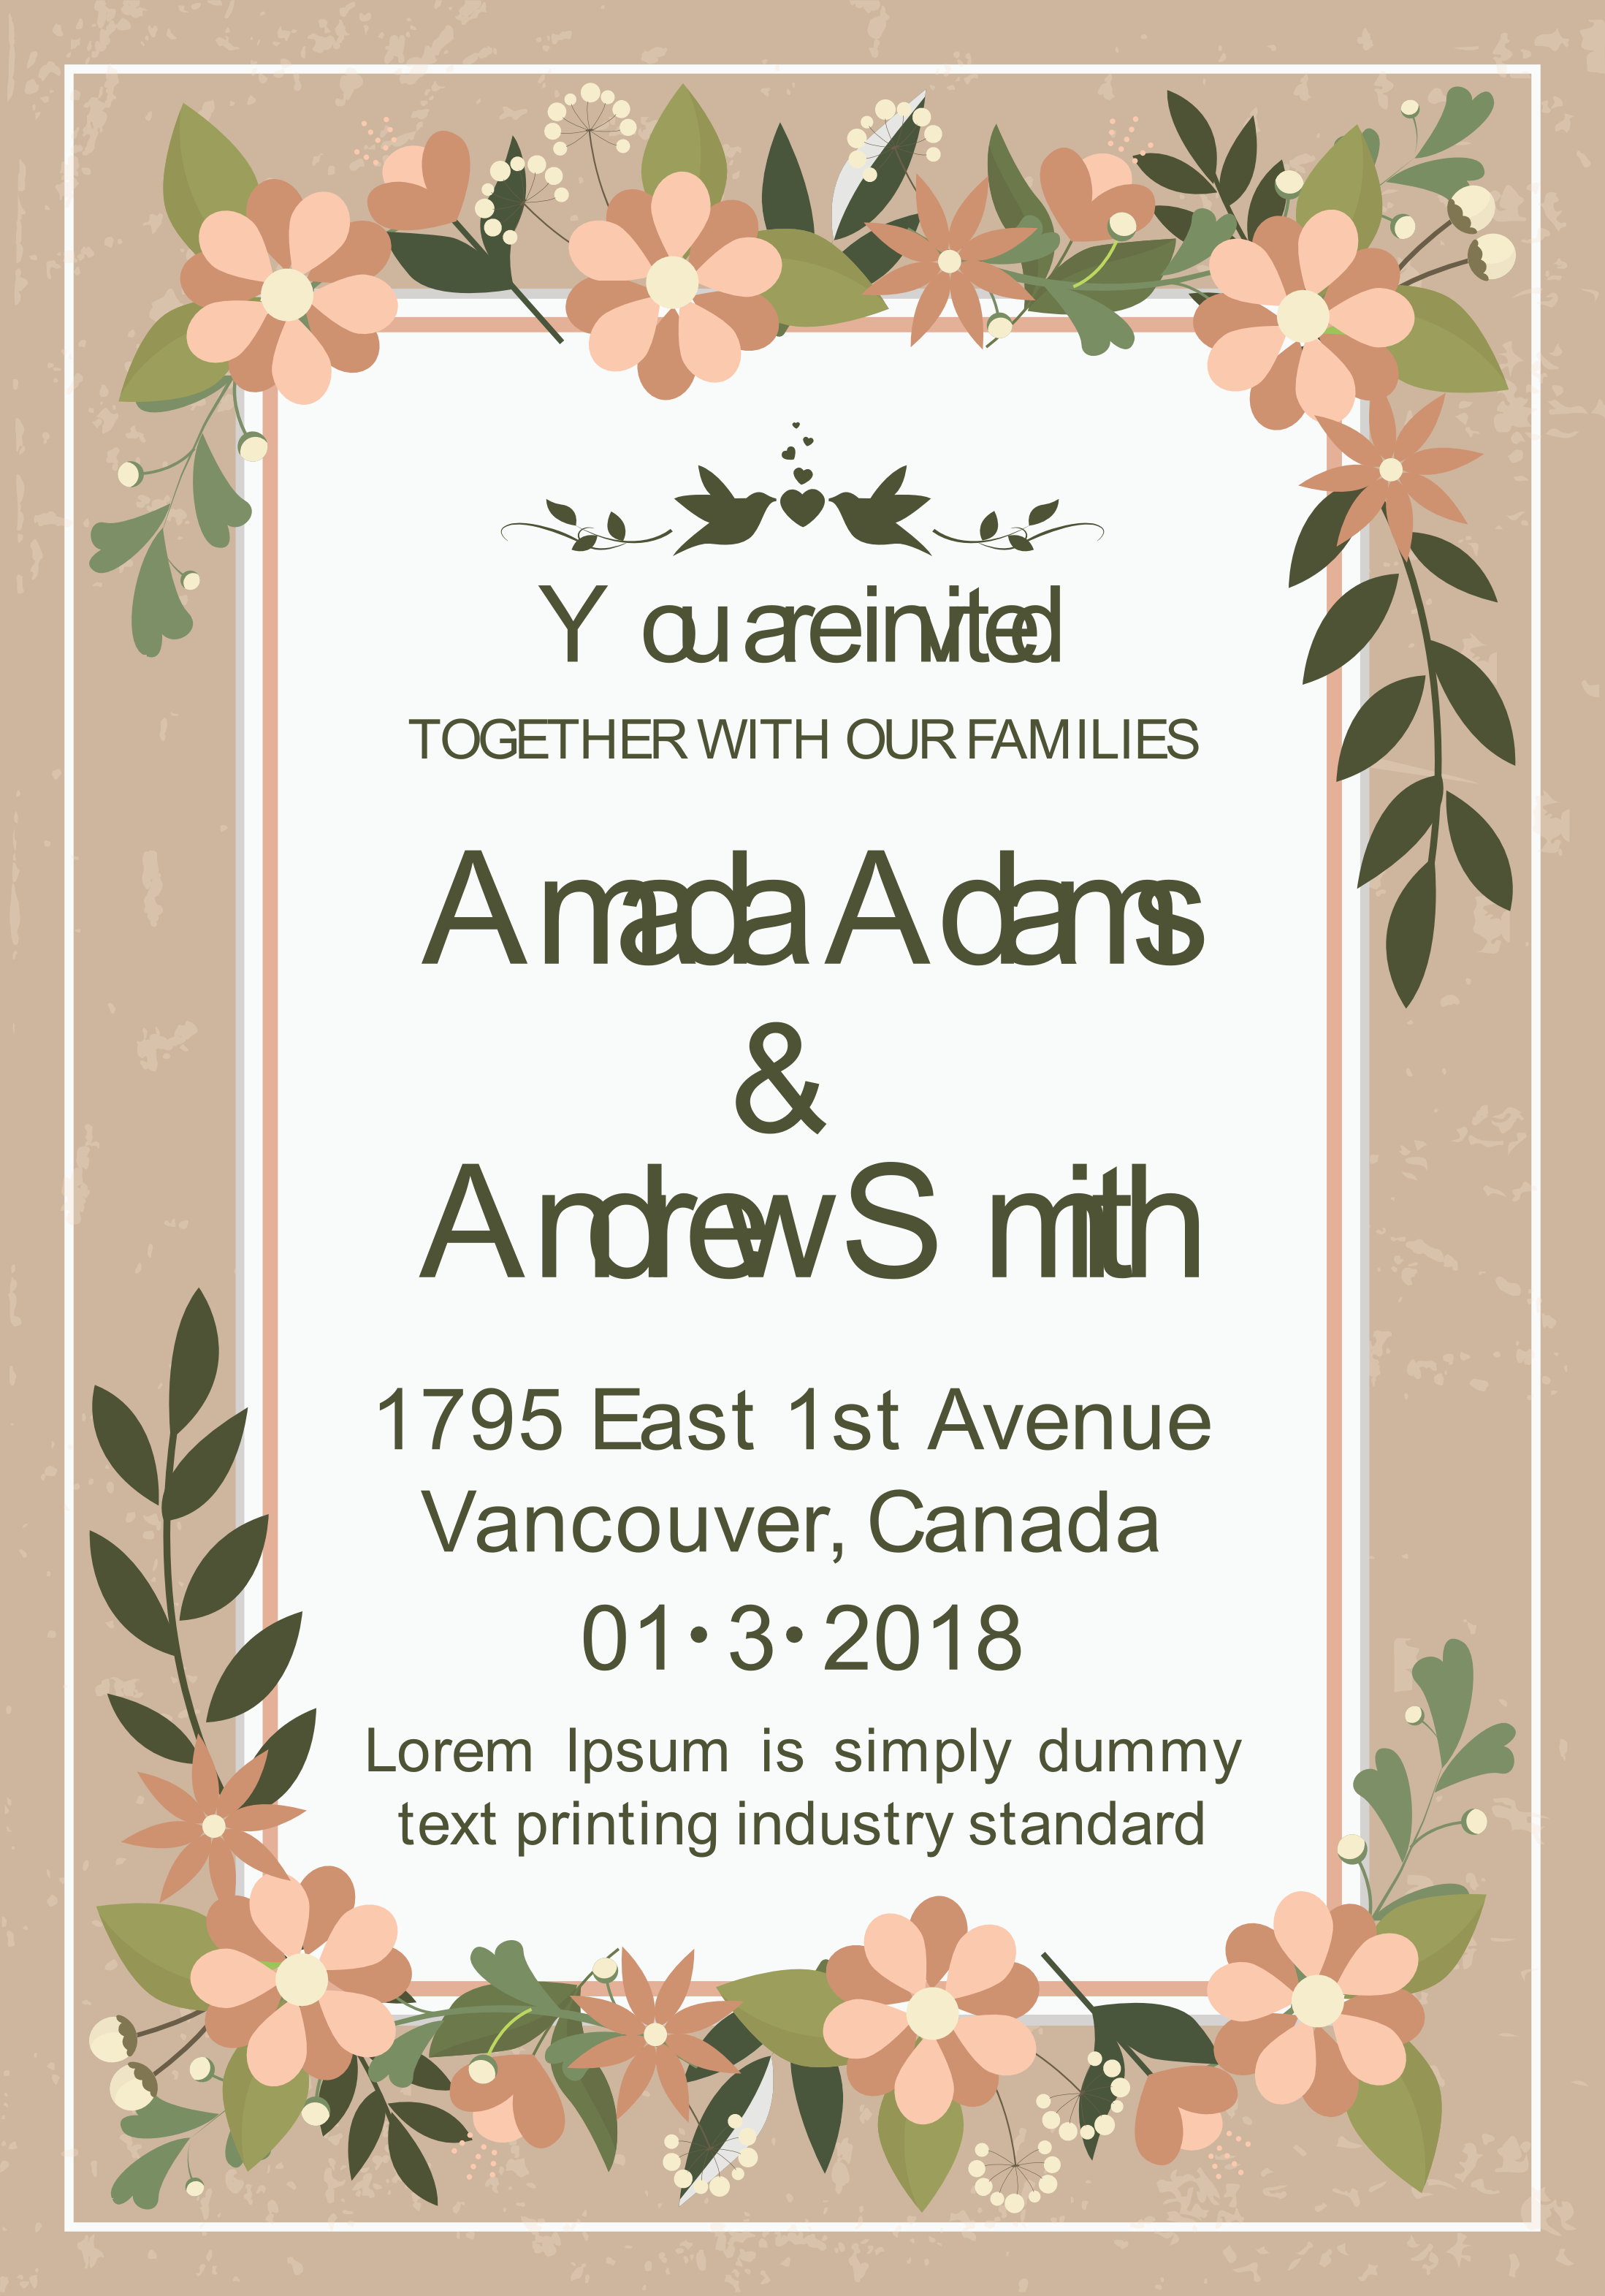 You are invited
TOGETHER WITH OUR FAMILIES
Amada Adams
&
Andrew Smith
1795 East 1st Avenue
Vancouver, Canada
01•3•2018
Lorem Ipsum is simply dummy
text printing industry standard